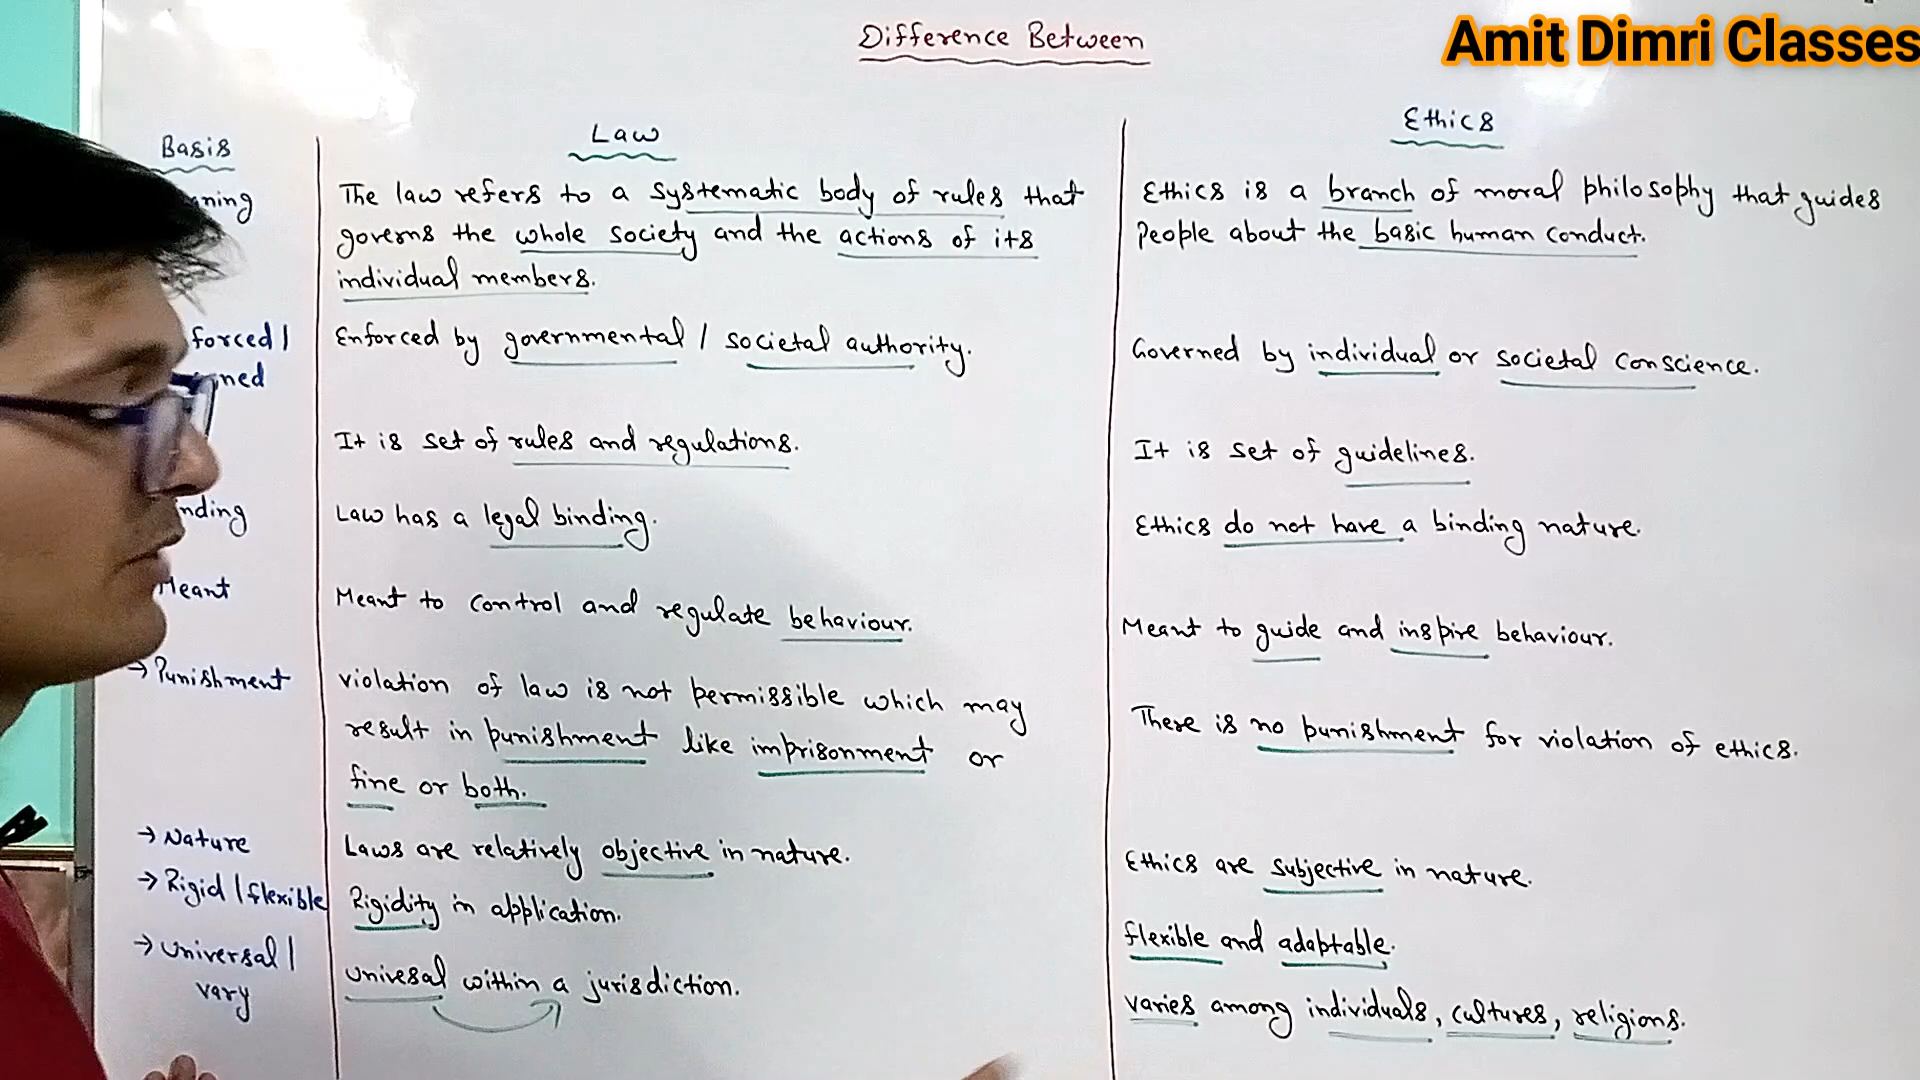 Difference Between
Amit Dimri Classes
Basis
Law
Ethics
The law refers to a systematic body of rules that
governs the whole society and the actions of its
individual members.
Ethics is a branch of moral philosophy that guides
People about the basic human conduct.
forced /
Enforced by governmental / societal authority.
Governed by individual or societal conscience.
It is set of rules and regulations.
It is set of guidelines.
Law has a legal binding.
Ethics do not have a binding nature.
Meant
Meant to control and regulate behaviour.
Meant to guide and inspire behaviour.
→ Punishment
violation of law is not permissible which may
result in punishment like imprisonment or
fine or both.
There is no punishment for violation of ethics.
→ Nature
Laws are relatively objective in nature.
Ethics are subjective in nature.
→ Rigid / flexible
Rigidity in application.
flexible and adaptable.
→ Universal /
vary
Univesal within a jurisdiction.
varies among individuals, cultures, religions.